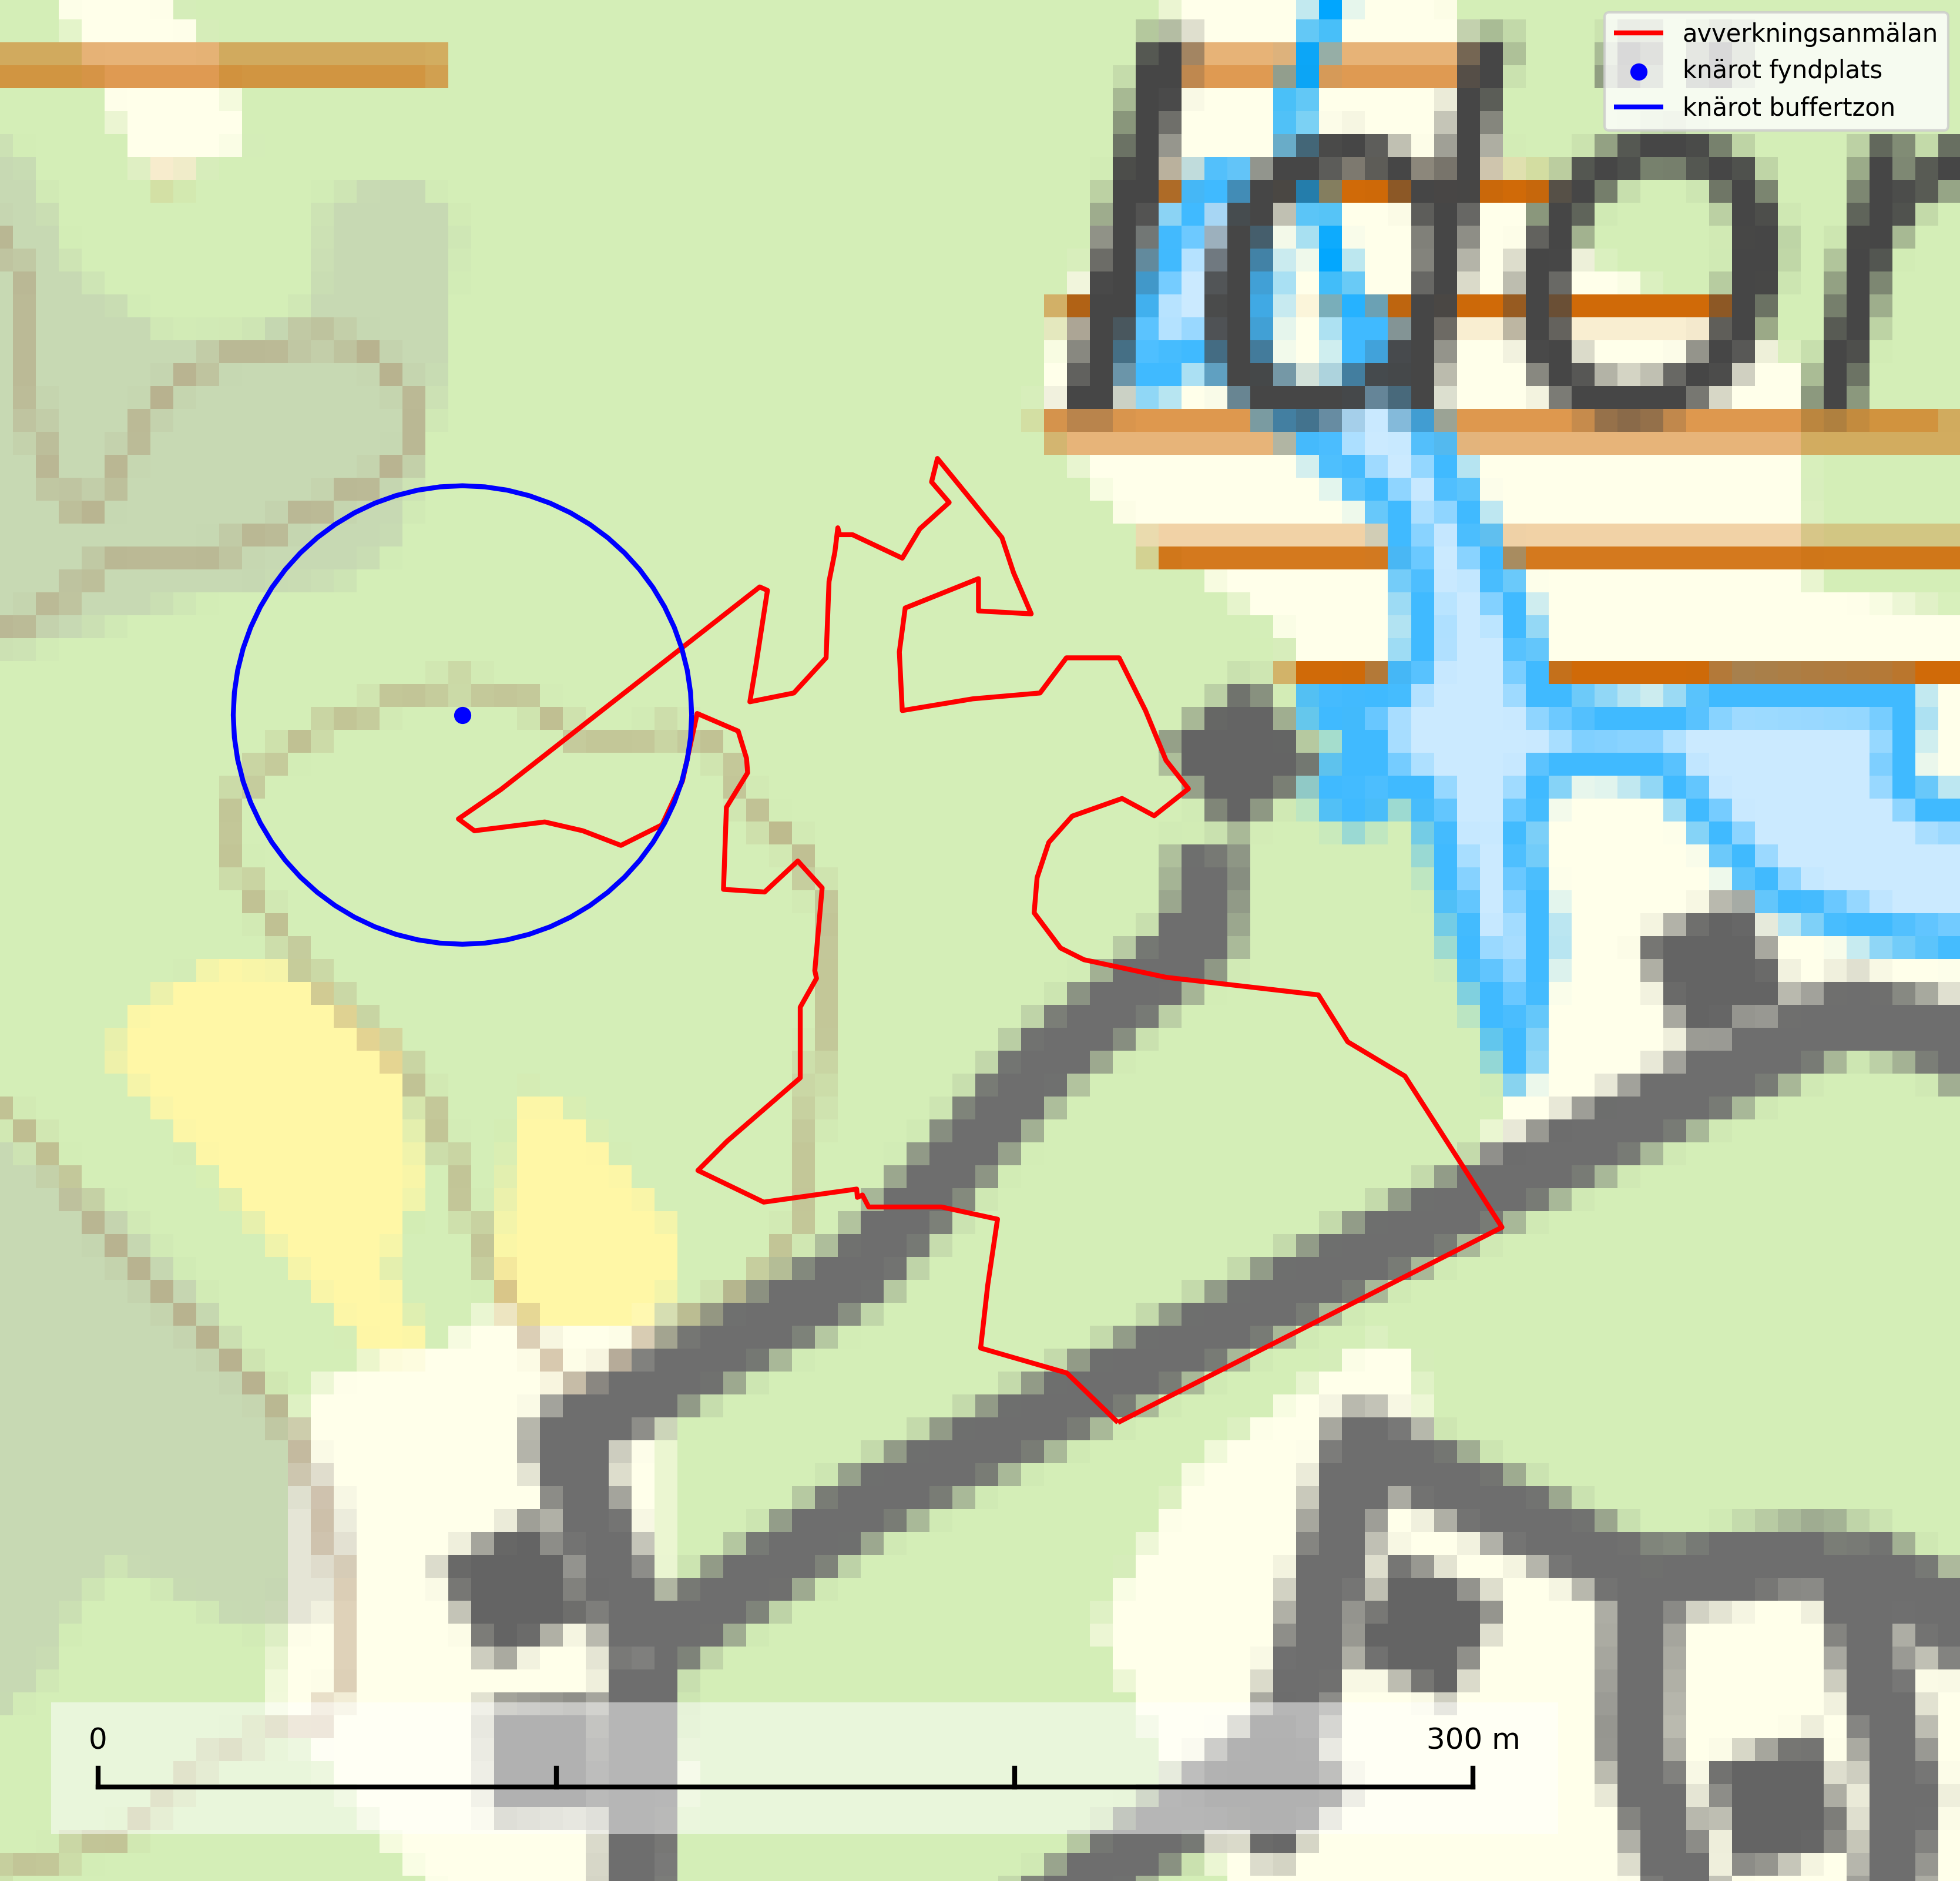 avverkningsanmälan
knärot fyndplats
knärot buffertzon
0 300 m